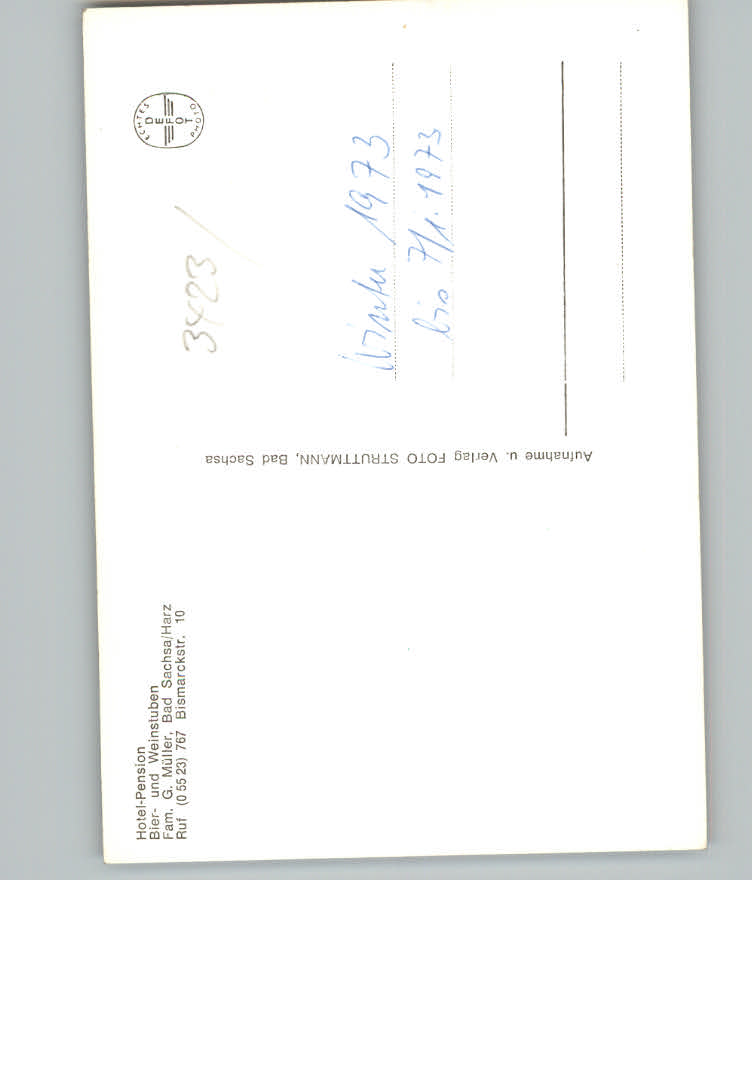 Hotel-Pension
Bier- und Weinstuben
Fam. G. Müller, Bad Sachsa/Harz
Ruf (0 55 23) 767 Bismarckstr. 10
Aufnahme u. Verlag FOTO STRUTTMANN, Bad Sachsa
ECHTES
DEFOT
PHOTO
3423/
Winter 1973
bis 7/1. 1973